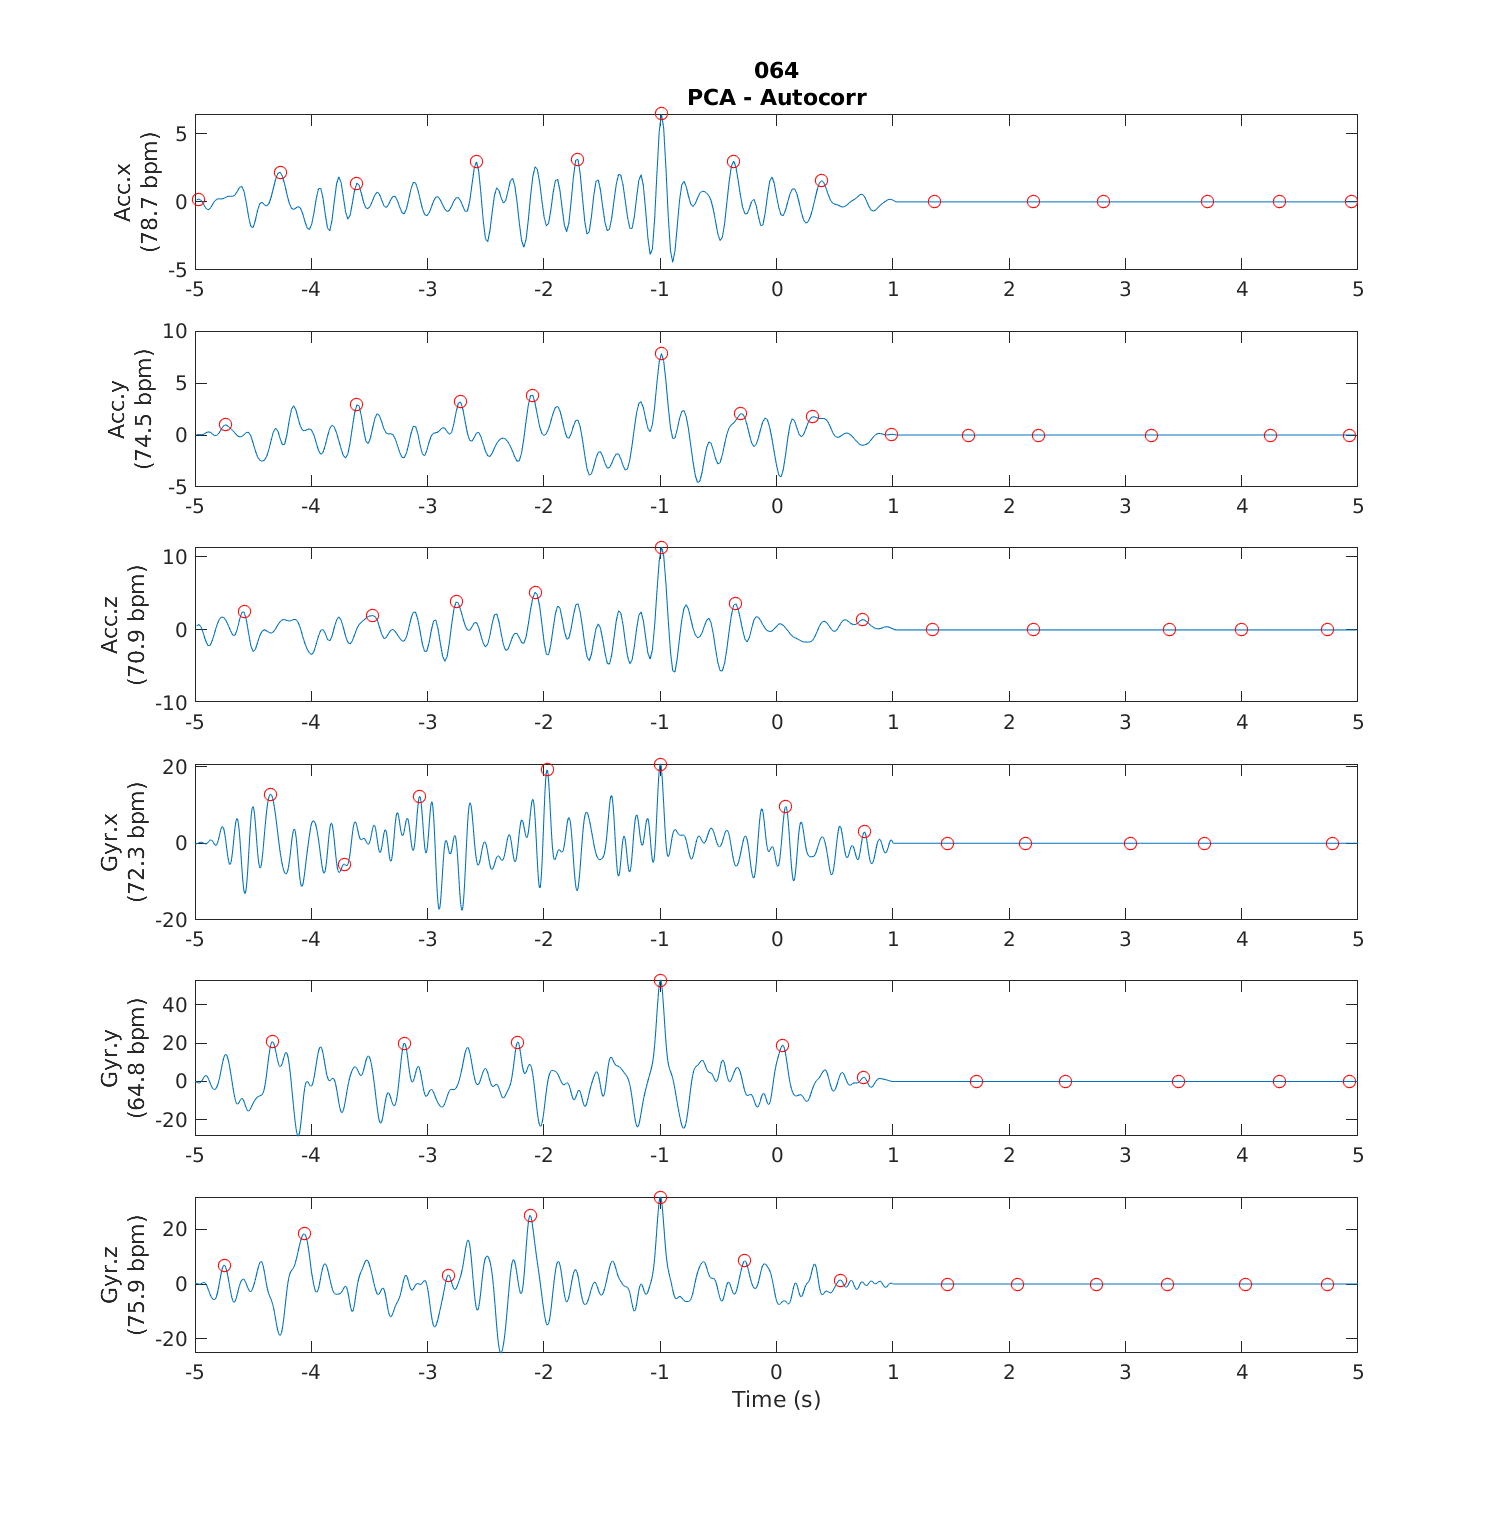 064
PCA - Autocorr
Acc.x
(78.7 bpm)
5
0
-5
-5 -4 -3 -2 -1 0 1 2 3 4 5
Acc.y
(74.5 bpm)
10
5
0
-5
-5 -4 -3 -2 -1 0 1 2 3 4 5
Acc.z
(70.9 bpm)
10
0
-10
-5 -4 -3 -2 -1 0 1 2 3 4 5
Gyr.x
(72.3 bpm)
20
0
-20
-5 -4 -3 -2 -1 0 1 2 3 4 5
Gyr.y
(64.8 bpm)
40
20
0
-20
-5 -4 -3 -2 -1 0 1 2 3 4 5
Gyr.z
(75.9 bpm)
20
0
-20
-5 -4 -3 -2 -1 0 1 2 3 4 5
Time (s)